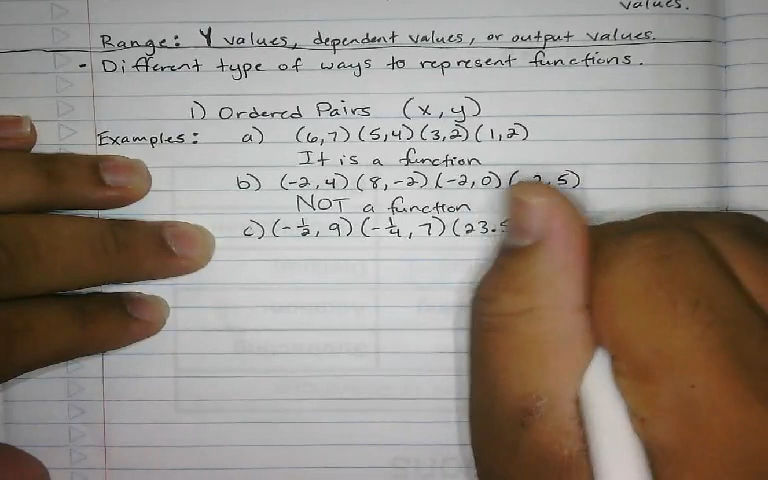 values.
Range: Y values, dependent values, or output values.
- Different type of ways to represent functions.
1) Ordered Pairs (x,y)
Examples: a) (6,7) (5,4) (3,2) (1,2)
It is a function
b) (-2,4) (8,-2) (-2,0) ( 5)
NOT a function
c) (-1/2, 9) (-1/4, 7) (23.